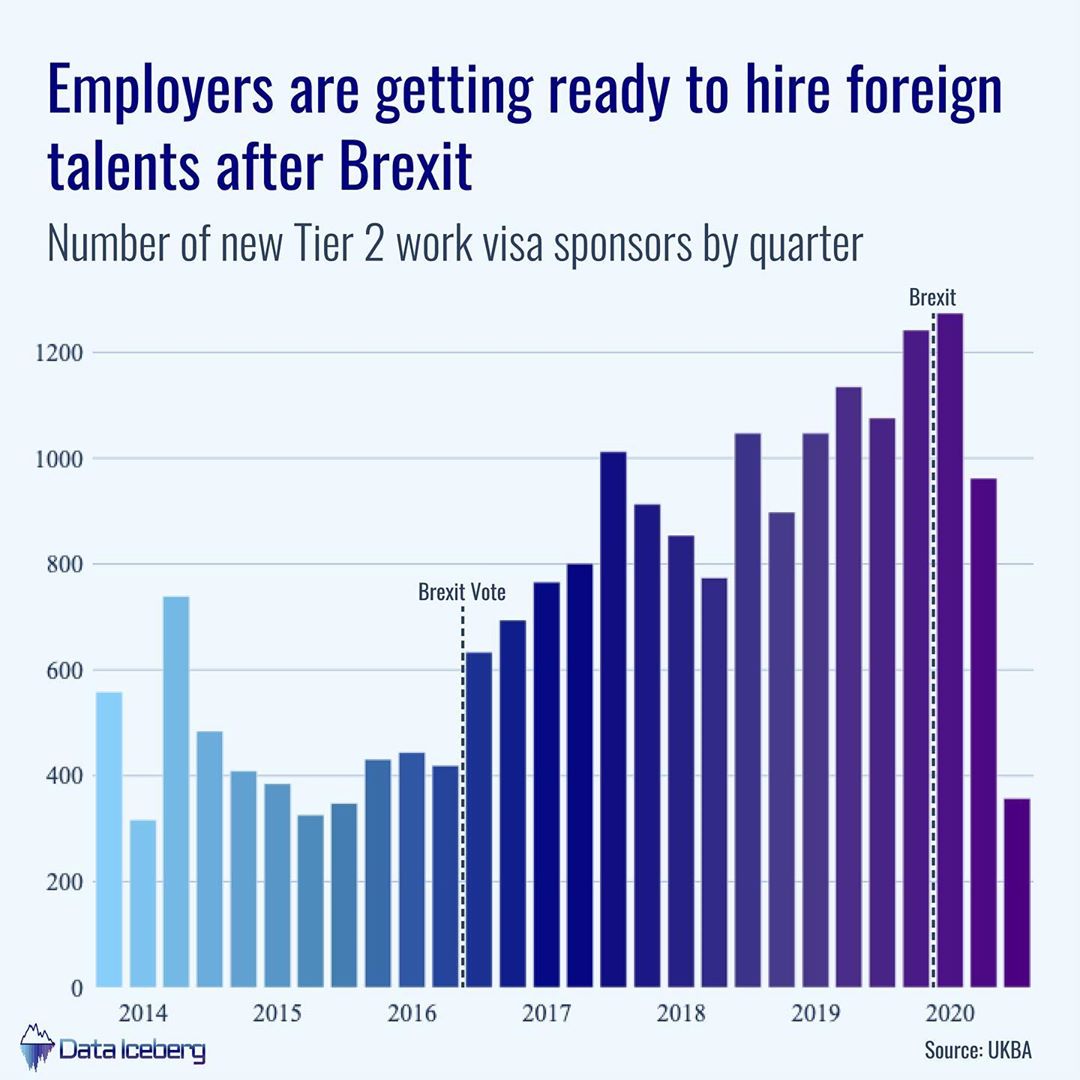 Employers are getting ready to hire foreign
talents after Brexit
Number of new Tier 2 work visa sponsors by quarter
Brexit
1200
1000
800
Brexit Vote
600
400
200
0
2014 2015 2016 2017 2018 2019 2020
Data Iceberg
Source: UKBA